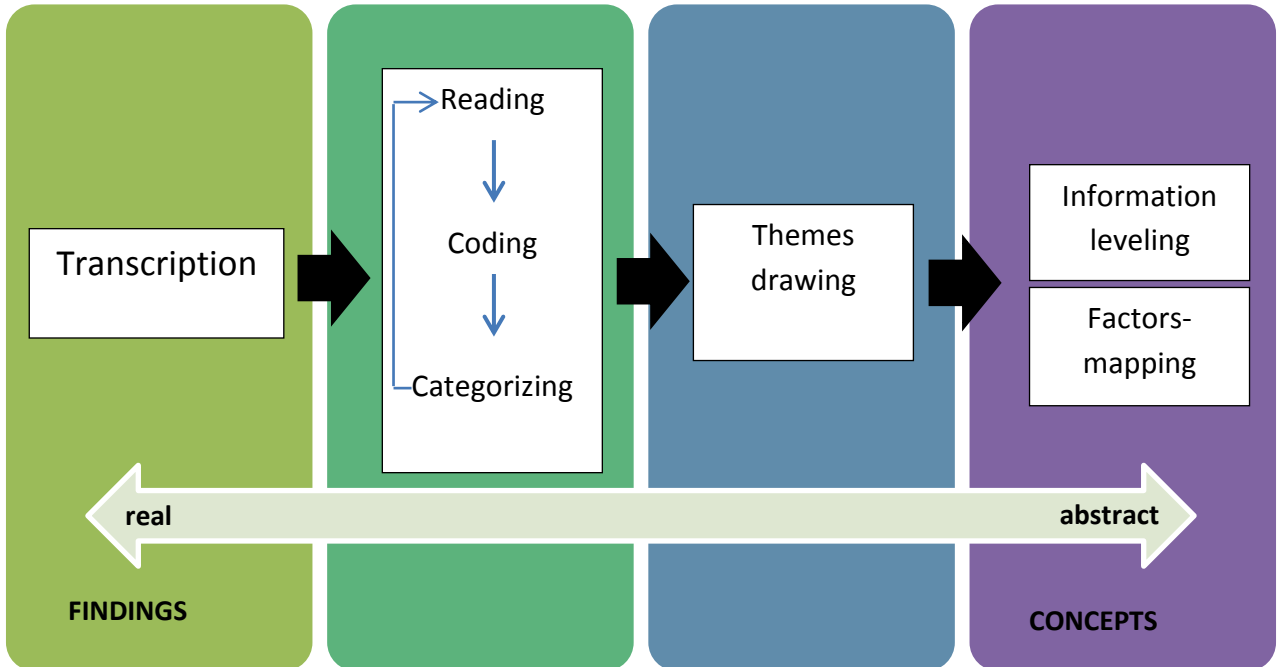 Transcription
Reading
Coding
Categorizing
Themes
drawing
Information
leveling
Factors-
mapping
real
abstract
FINDINGS
CONCEPTS